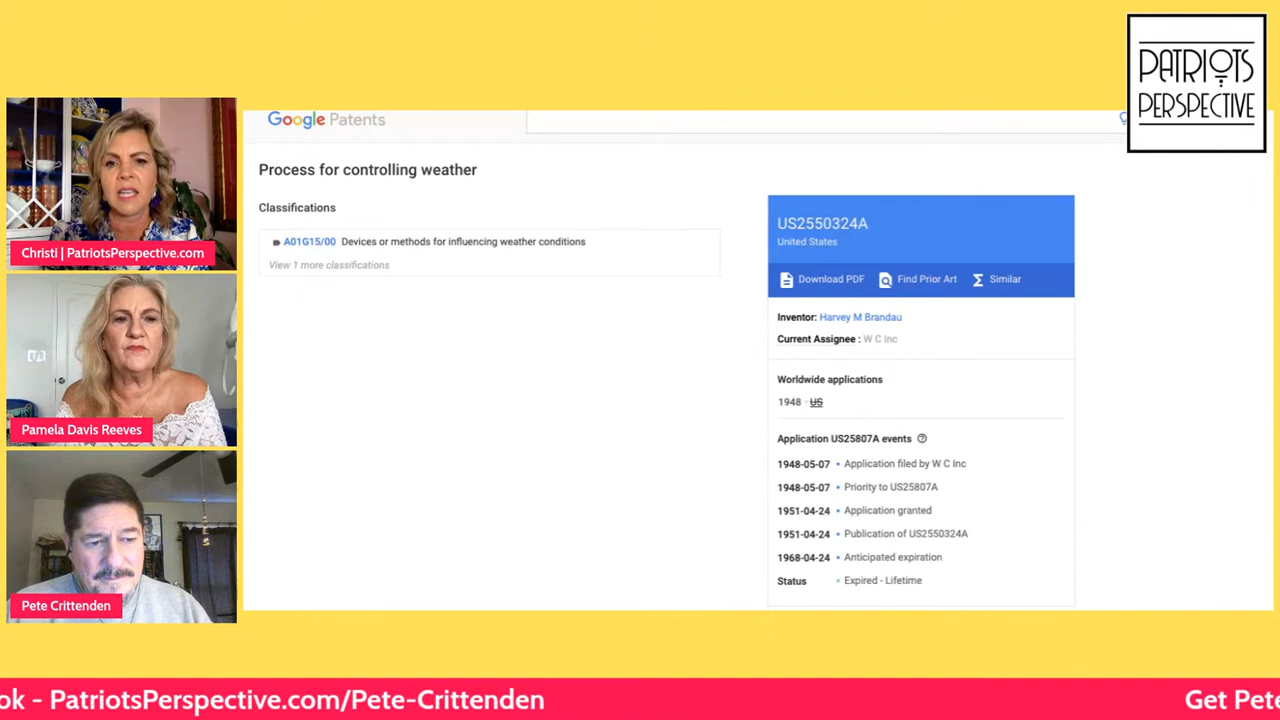 PATRIOTS
PERSPECTIVE
Google Patents
Process for controlling weather
Classifications
A01G15/00 Devices or methods for influencing weather conditions
View 1 more classifications
US2550324A
United States
Download PDF Find Prior Art Similar
Inventor: Harvey M Brandau
Current Assignee : W C Inc
Worldwide applications
1948 · US
Application US25807A events
1948-05-07 • Application filed by W C Inc
1948-05-07 • Priority to US25807A
1951-04-24 • Application granted
1951-04-24 • Publication of US2550324A
1968-04-24 • Anticipated expiration
Status • Expired - Lifetime
Christi | PatriotsPerspective.com
Pamela Davis Reeves
Pete Crittenden
ok - PatriotsPerspective.com/Pete-Crittenden Get Pete